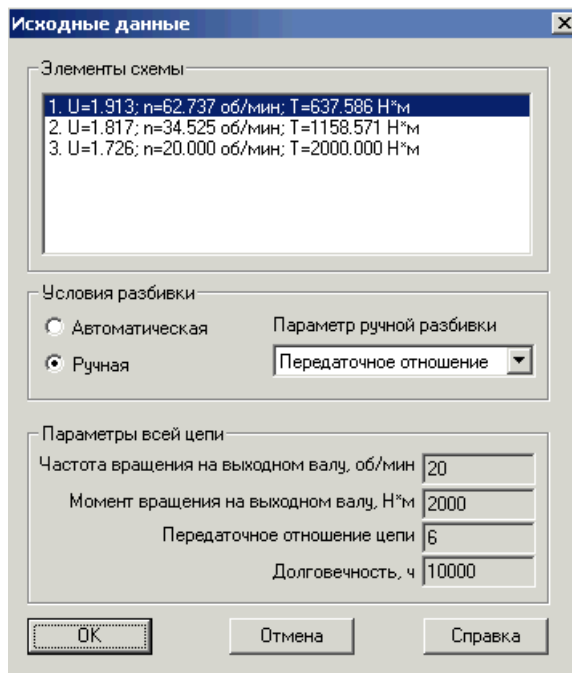 Исходные данные
Элементы схемы
1. U=1.913; n=62.737 об/мин; T=637.586 Н*м
2. U=1.817; n=34.525 об/мин; T=1158.571 Н*м
3. U=1.726; n=20.000 об/мин; T=2000.000 Н*м
Условия разбивки
Автоматическая
Параметр ручной разбивки
Ручная
Передаточное отношение
Параметры всей цепи
Частота вращения на выходном валу, об/мин 20
Момент вращения на выходном валу, Н*м 2000
Передаточное отношение цепи 6
Долговечность, ч 10000
OK
Отмена
Справка